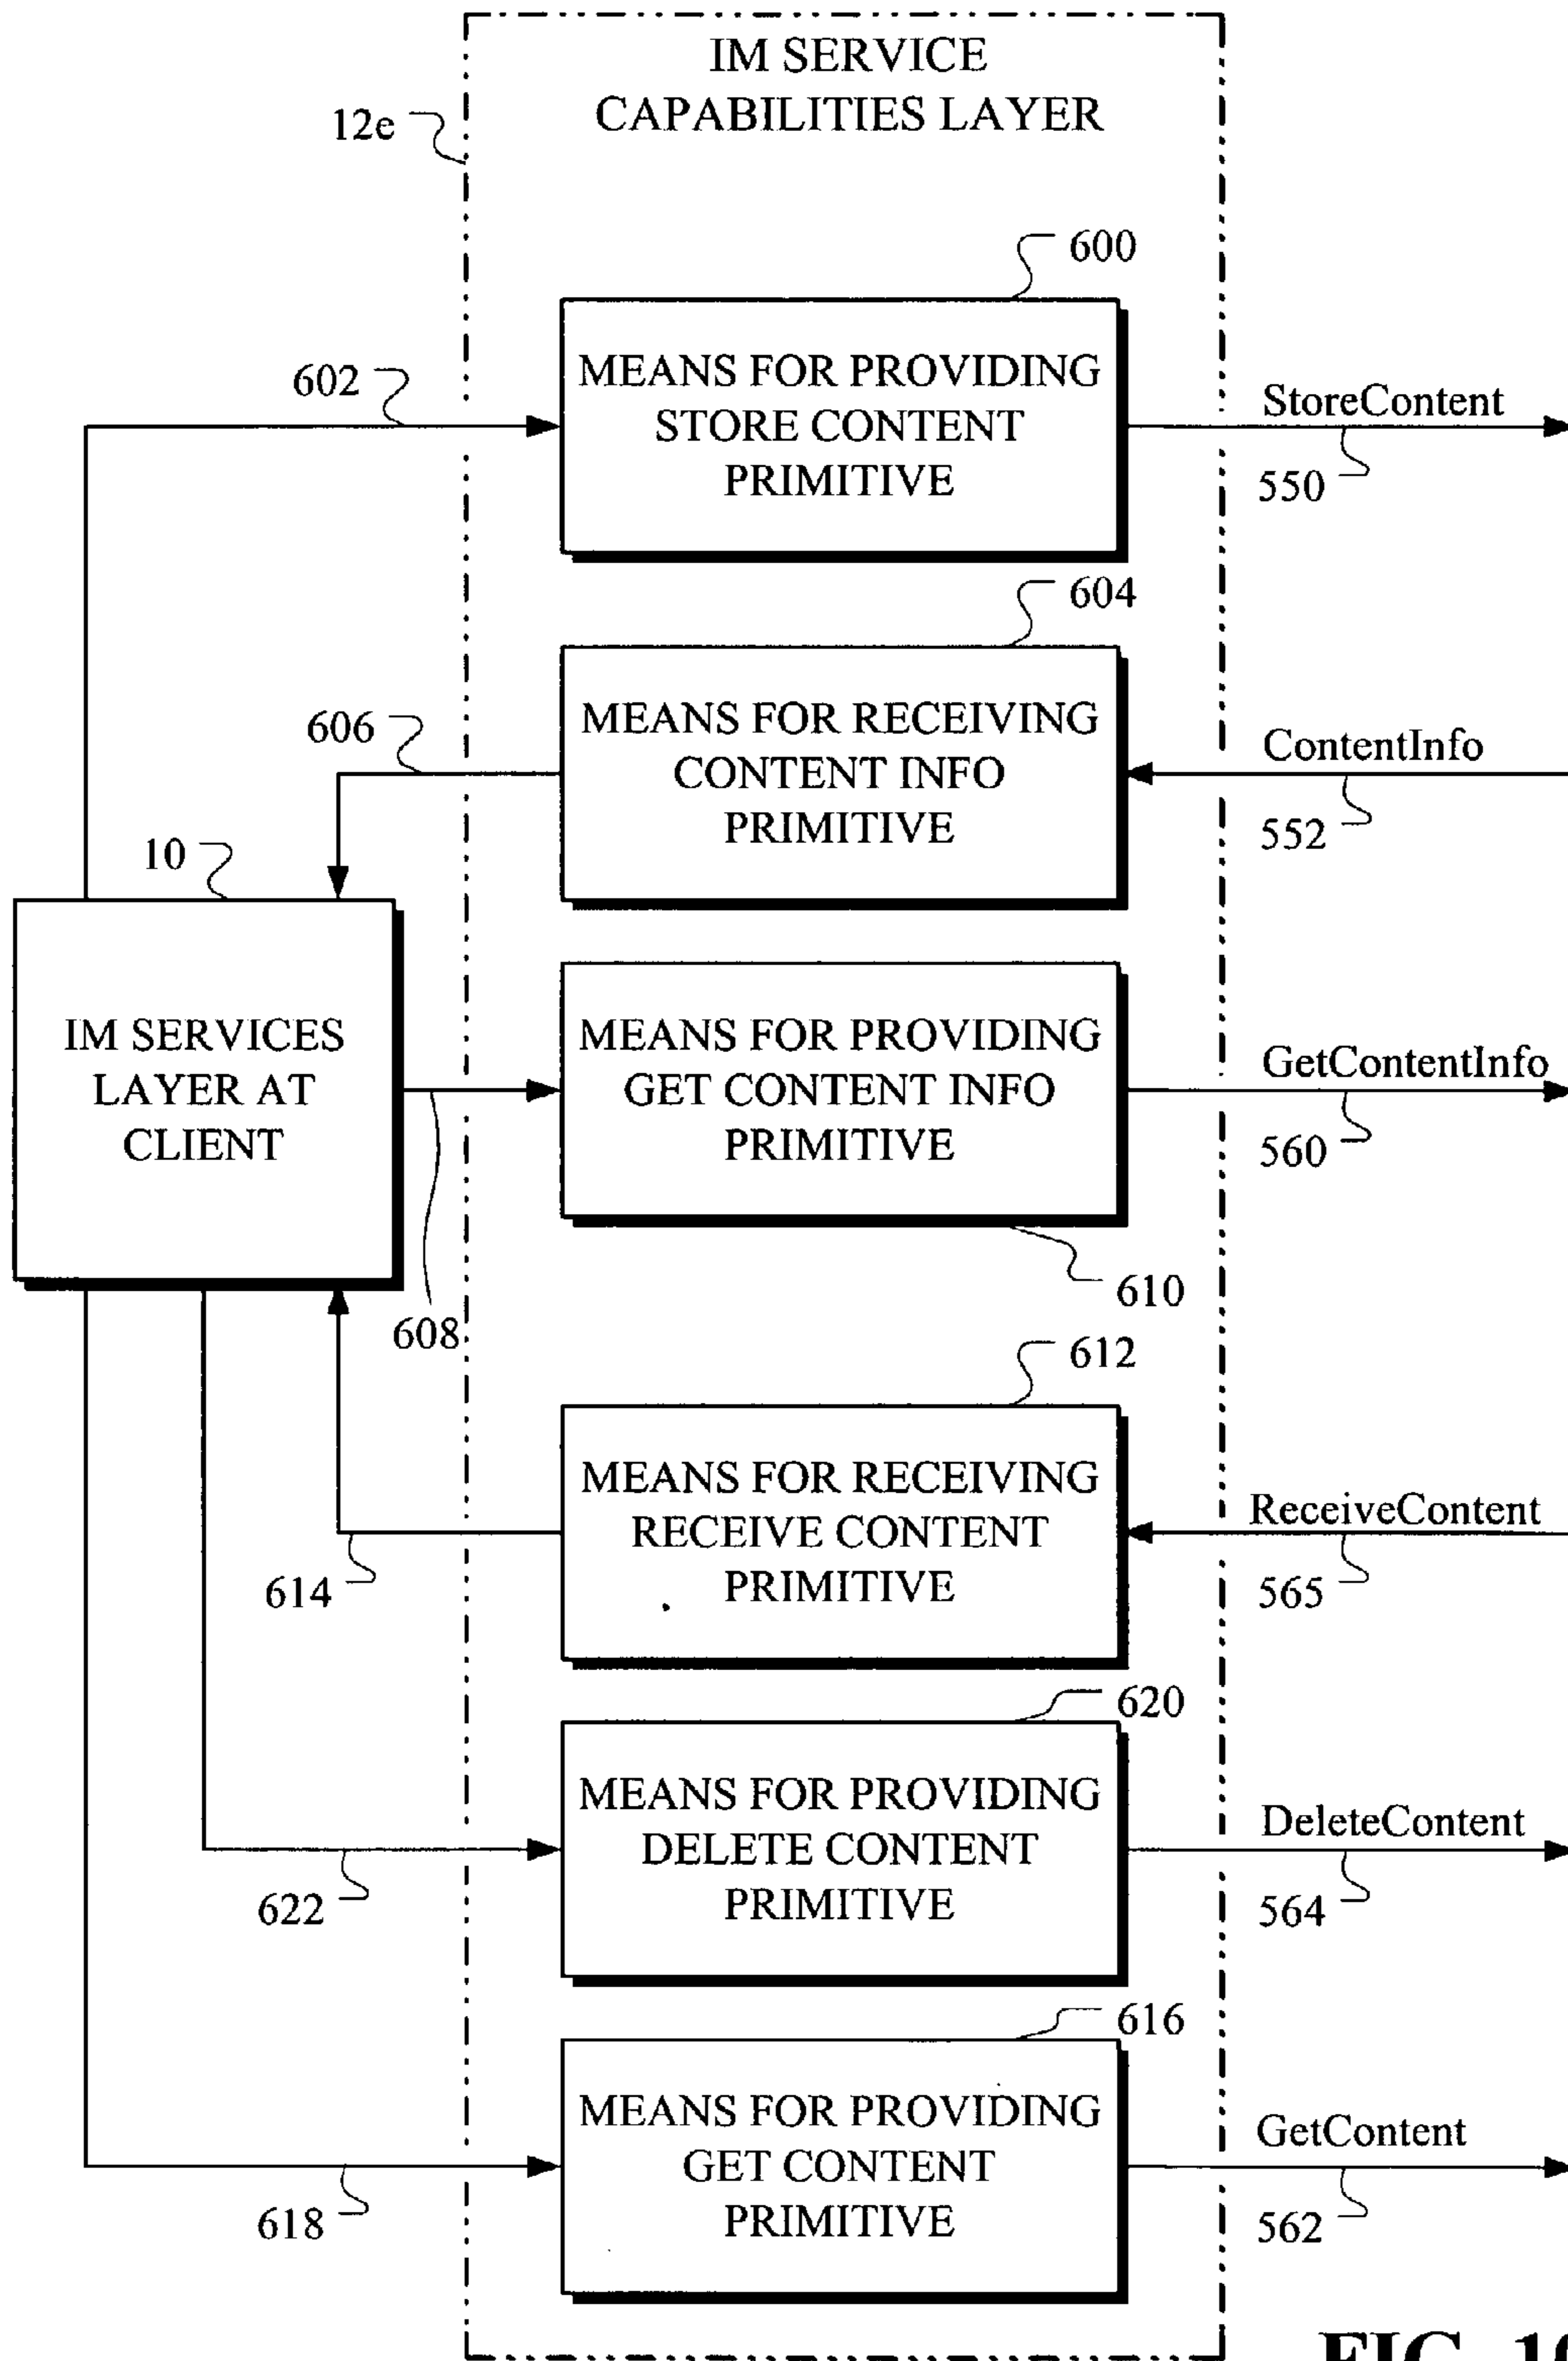 IM SERVICE
CAPABILITIES LAYER
12e
600
602
MEANS FOR PROVIDING
STORE CONTENT
PRIMITIVE
StoreContent
550
604
606
MEANS FOR RECEIVING
CONTENT INFO
PRIMITIVE
ContentInfo
552
10
IM SERVICES
LAYER AT
CLIENT
MEANS FOR PROVIDING
GET CONTENT INFO
PRIMITIVE
GetContentInfo
560
610
608
612
MEANS FOR RECEIVING
RECEIVE CONTENT
PRIMITIVE
ReceiveContent
565
614
620
MEANS FOR PROVIDING
DELETE CONTENT
PRIMITIVE
DeleteContent
564
622
616
MEANS FOR PROVIDING
GET CONTENT
PRIMITIVE
GetContent
562
618
FIG.